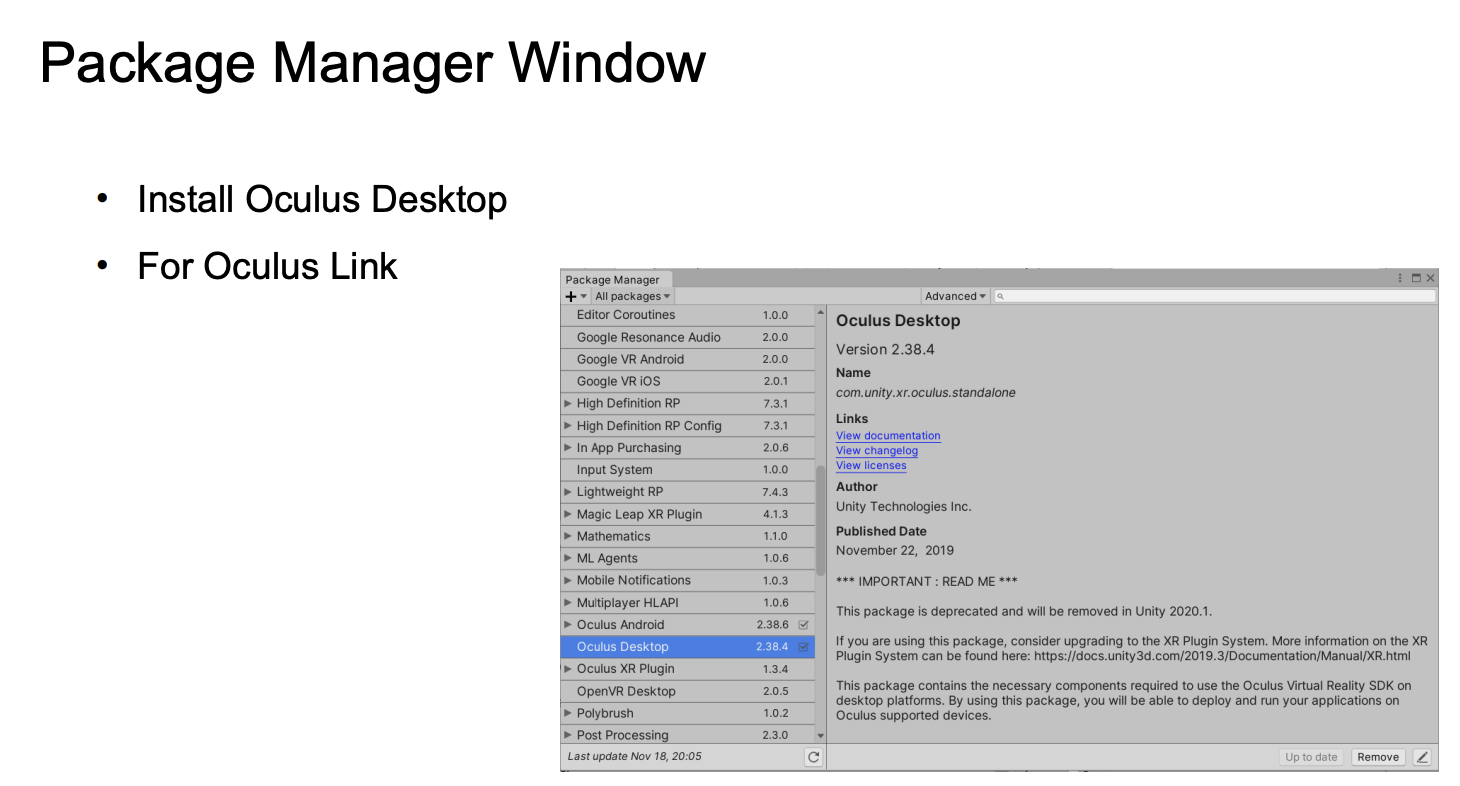 Package Manager Window
• Install Oculus Desktop
• For Oculus Link
Package Manager
All packages
Advanced
Editor Coroutines 1.0.0
Google Resonance Audio 2.0.0
Google VR Android 2.0.0
Google VR iOS 2.0.1
High Definition RP 7.3.1
High Definition RP Config 7.3.1
In App Purchasing 2.0.6
Input System 1.0.0
Lightweight RP 7.4.3
Magic Leap XR Plugin 4.1.3
Mathematics 1.1.0
ML Agents 1.0.6
Mobile Notifications 1.0.3
Multiplayer HLAPI 1.0.6
Oculus Android 2.38.6
Oculus Desktop 2.38.4
Oculus XR Plugin 1.3.4
OpenVR Desktop 2.0.5
Polybrush 1.0.2
Post Processing 2.3.0
Last update Nov 18, 20:05
Oculus Desktop
Version 2.38.4
Name
com.unity.xr.oculus.standalone
Links
View documentation
View changelog
View licenses
Author
Unity Technologies Inc.
Published Date
November 22, 2019
*** IMPORTANT : READ ME ***
This package is deprecated and will be removed in Unity 2020.1.
If you are using this package, consider upgrading to the XR Plugin System. More information on the XR
Plugin System can be found here: https://docs.unity3d.com/2019.3/Documentation/Manual/XR.html
This package contains the necessary components required to use the Oculus Virtual Reality SDK on
desktop platforms. By using this package, you will be able to deploy and run your applications on
Oculus supported devices.
Up to date
Remove